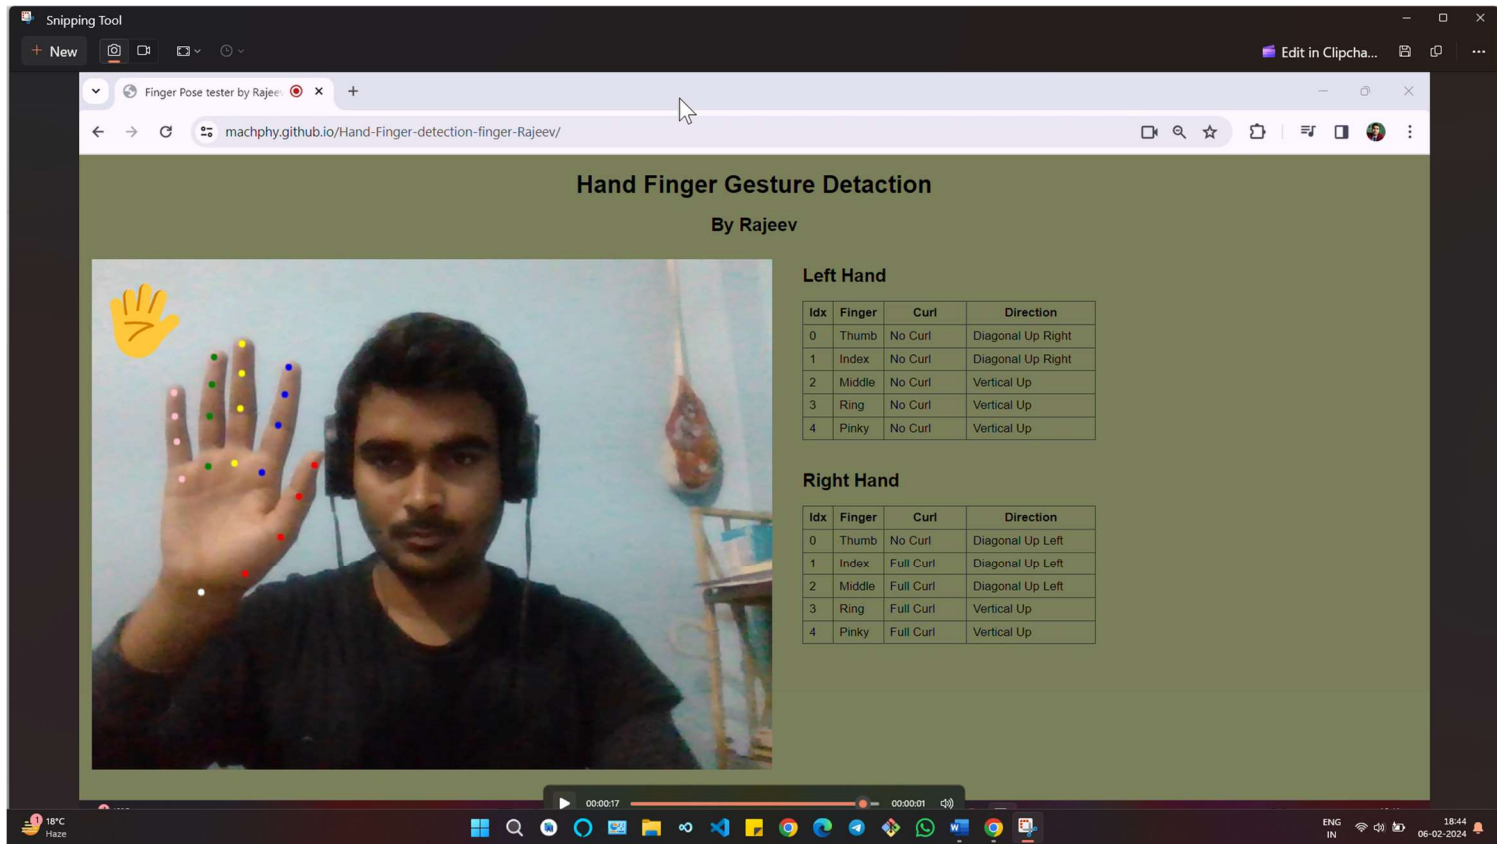 Snipping Tool
New
Edit in Clipcha...
Finger Pose tester by Rajee
machphy.github.io/Hand-Finger-detection-finger-Rajeev/
Hand Finger Gesture Detaction
By Rajeev
Left Hand
Idx Finger Curl Direction
0 Thumb No Curl Diagonal Up Right
1 Index No Curl Diagonal Up Right
2 Middle No Curl Vertical Up
3 Ring No Curl Vertical Up
4 Pinky No Curl Vertical Up
Right Hand
Idx Finger Curl Direction
0 Thumb No Curl Diagonal Up Left
1 Index Full Curl Diagonal Up Left
2 Middle Full Curl Diagonal Up Left
3 Ring Full Curl Vertical Up
4 Pinky Full Curl Vertical Up
00:00:17 00:00:01
1
18°C
Haze
ENG
IN
18:44
06-02-2024